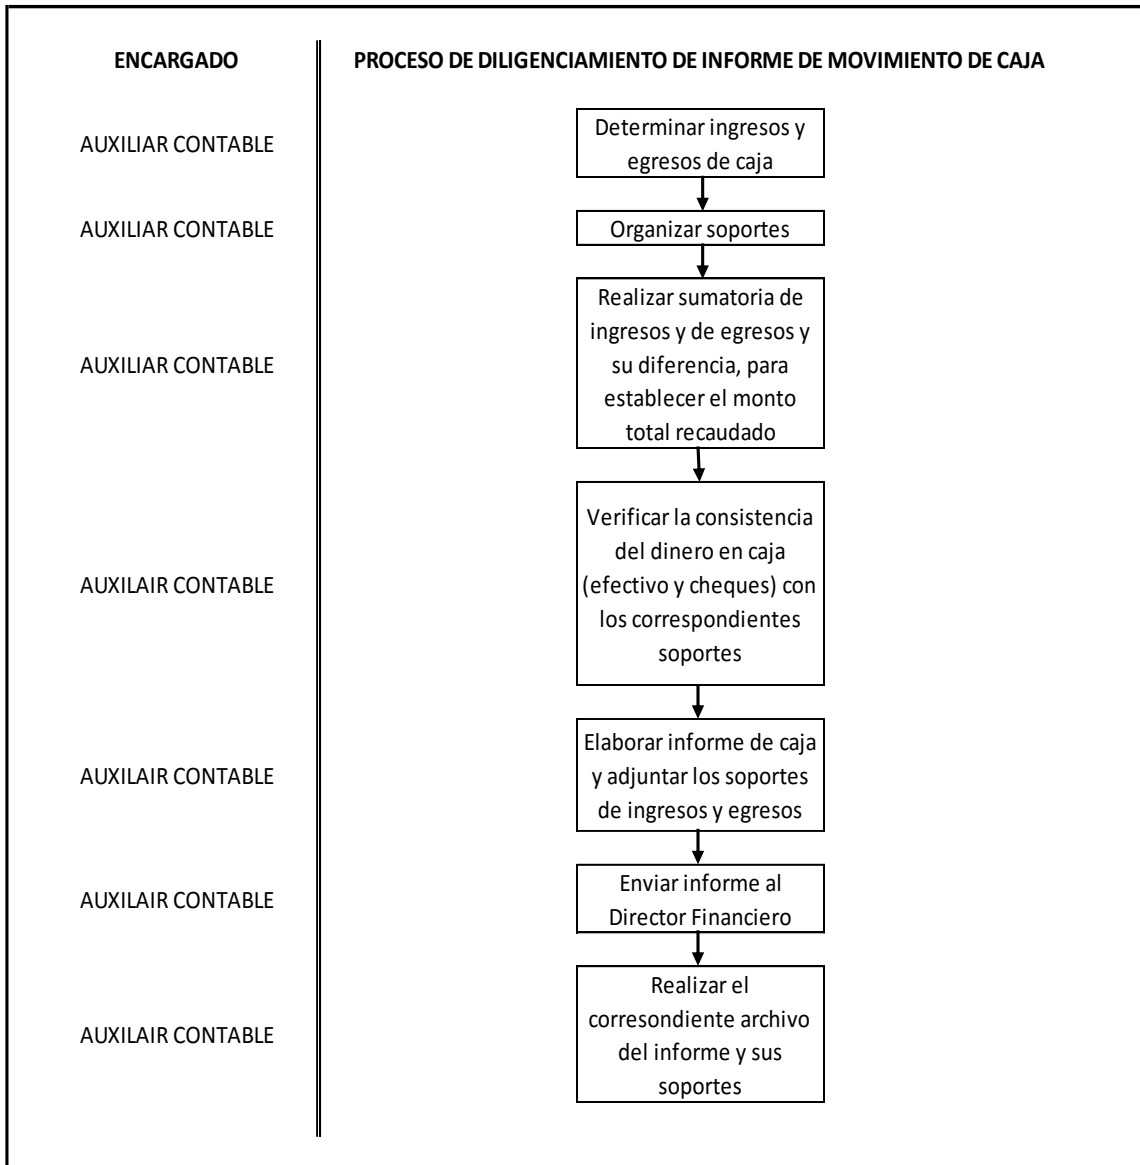 ENCARGADO
PROCESO DE DILIGENCIAMIENTO DE INFORME DE MOVIMIENTO DE CAJA
AUXILIAR CONTABLE
Determinar ingresos y
egresos de caja
AUXILIAR CONTABLE
Organizar soportes
AUXILIAR CONTABLE
Realizar sumatoria de
ingresos y de egresos y
su diferencia, para
establecer el monto
total recaudado
AUXILAIR CONTABLE
Verificar la consistencia
del dinero en caja
(efectivo y cheques) con
los correspondientes
soportes
AUXILAIR CONTABLE
Elaborar informe de caja
y adjuntar los soportes
de ingresos y egresos
AUXILAIR CONTABLE
Enviar informe al
Director Financiero
AUXILAIR CONTABLE
Realizar el
corresondiente archivo
del informe y sus
soportes